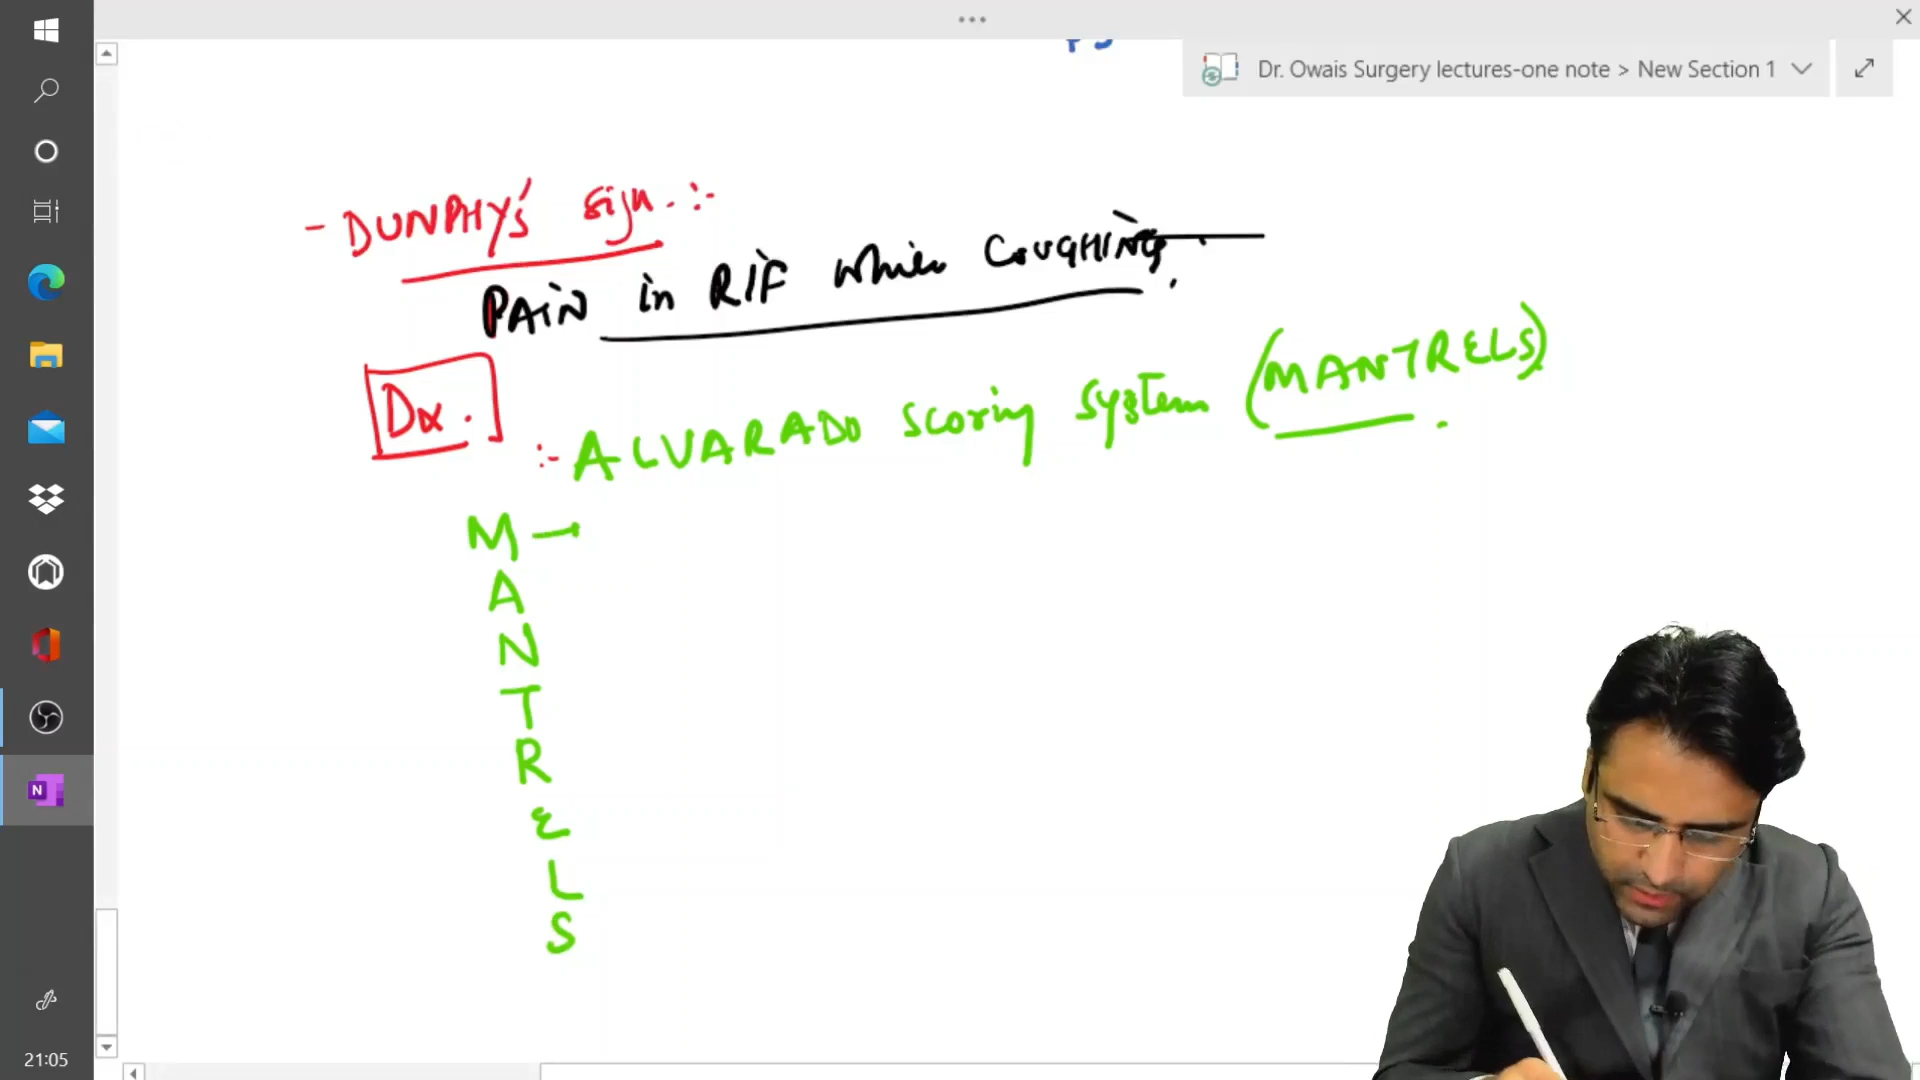 Dr. Owais Surgery lectures-one note > New Section 1
- DUNPHY's sign :-
PAIN in RIF while COUGHING.
Dx.
:- ALVARADO scoring system (MANTRELS)
M -
A
N
T
R
E
L
S
N
21:05